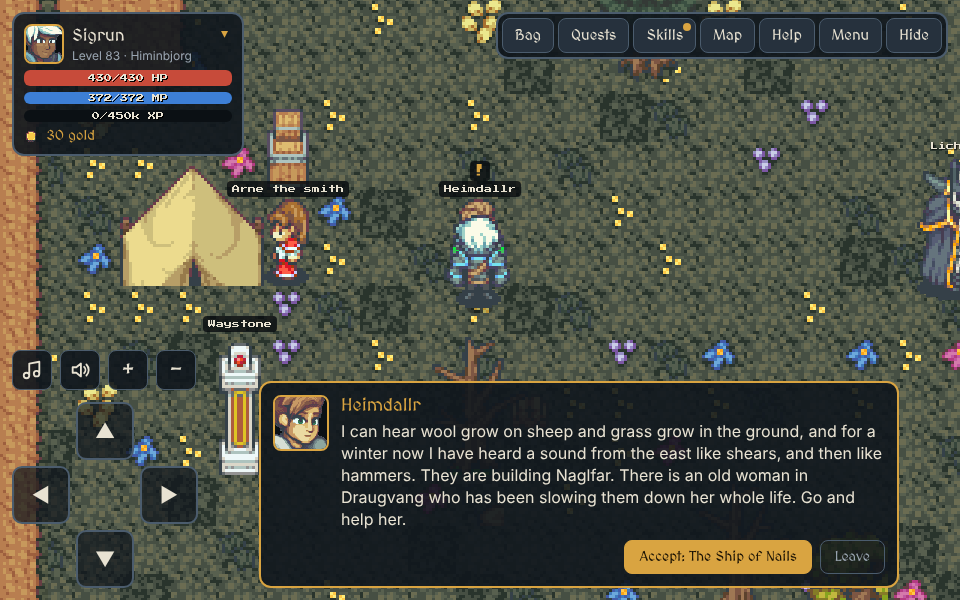 Sigrun
Level 83 · Himinbjorg
430/430 HP
372/372 MP
0/450k XP
30 gold
Bag
Quests
Skills
Map
Help
Menu
Hide
Lich
!
Arne the smith
Heimdallr
Waystone
+
−
Heimdallr
I can hear wool grow on sheep and grass grow in the ground, and for a
winter now I have heard a sound from the east like shears, and then like
hammers. They are building Naglfar. There is an old woman in
Draugvang who has been slowing them down her whole life. Go and
help her.
Accept: The Ship of Nails
Leave